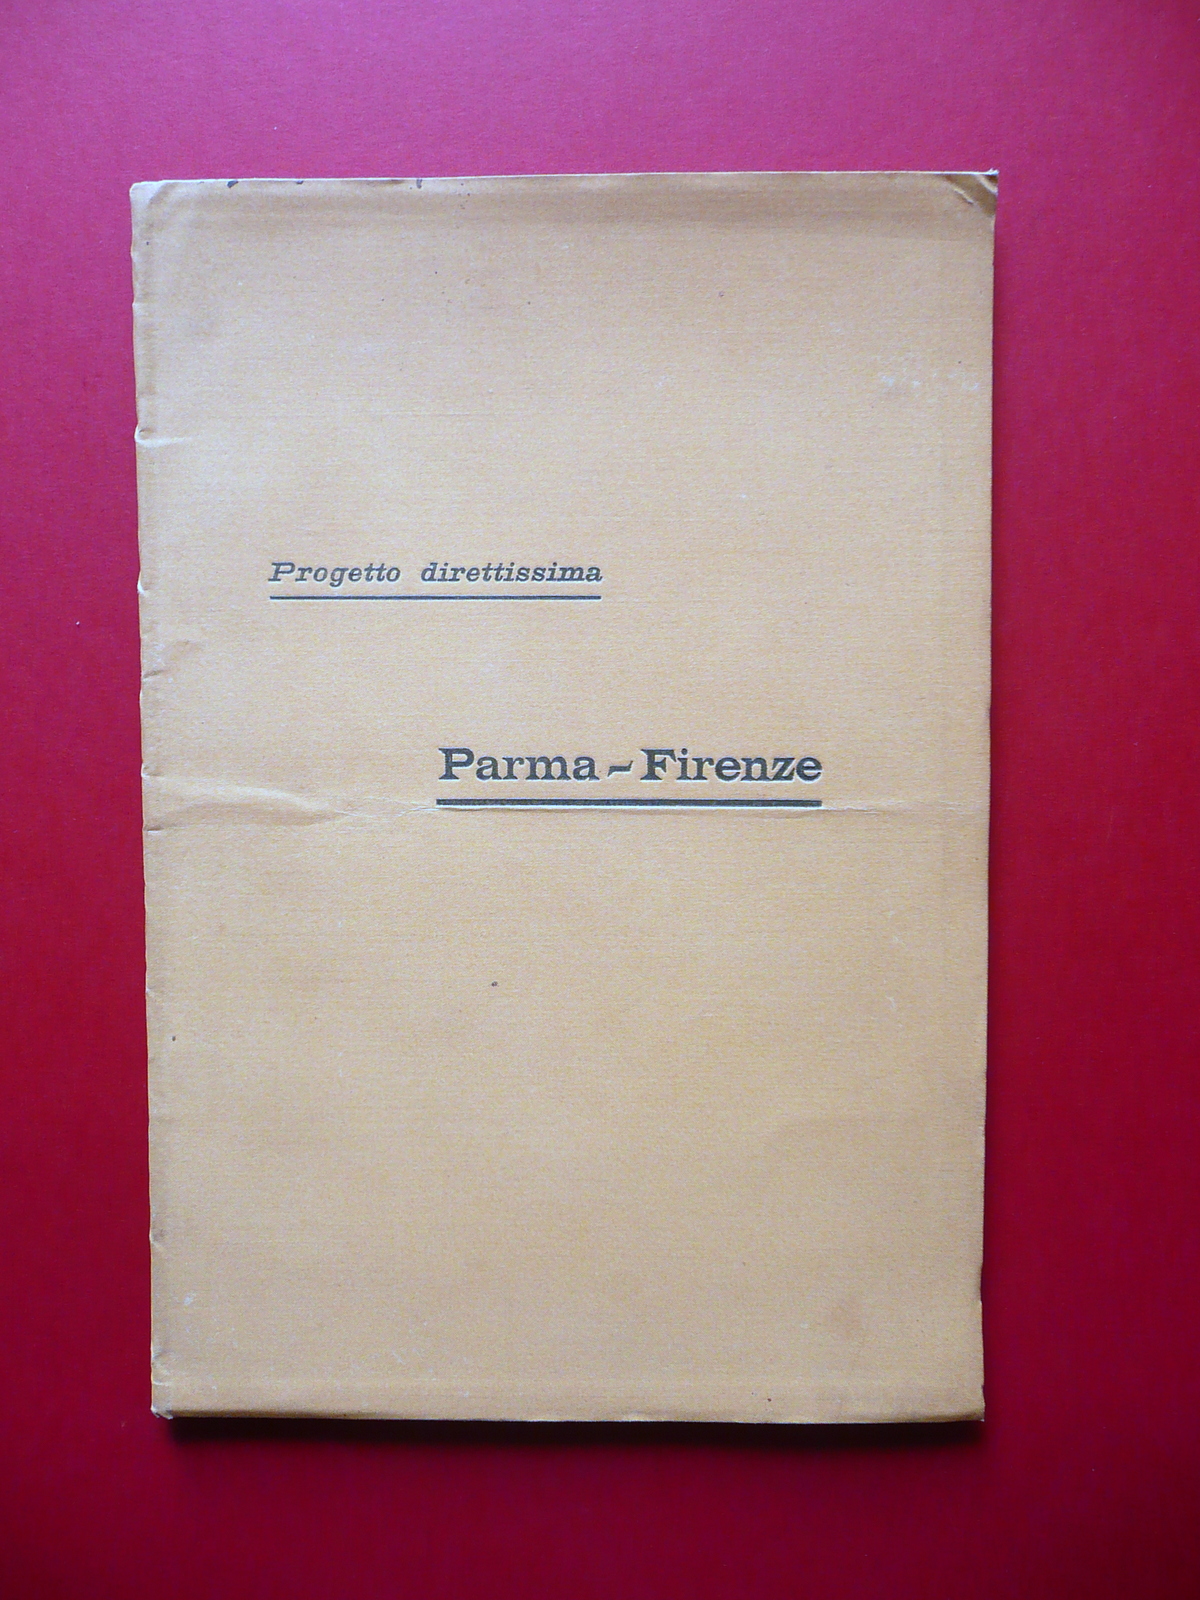 Progetto direttissima
Parma - Firenze